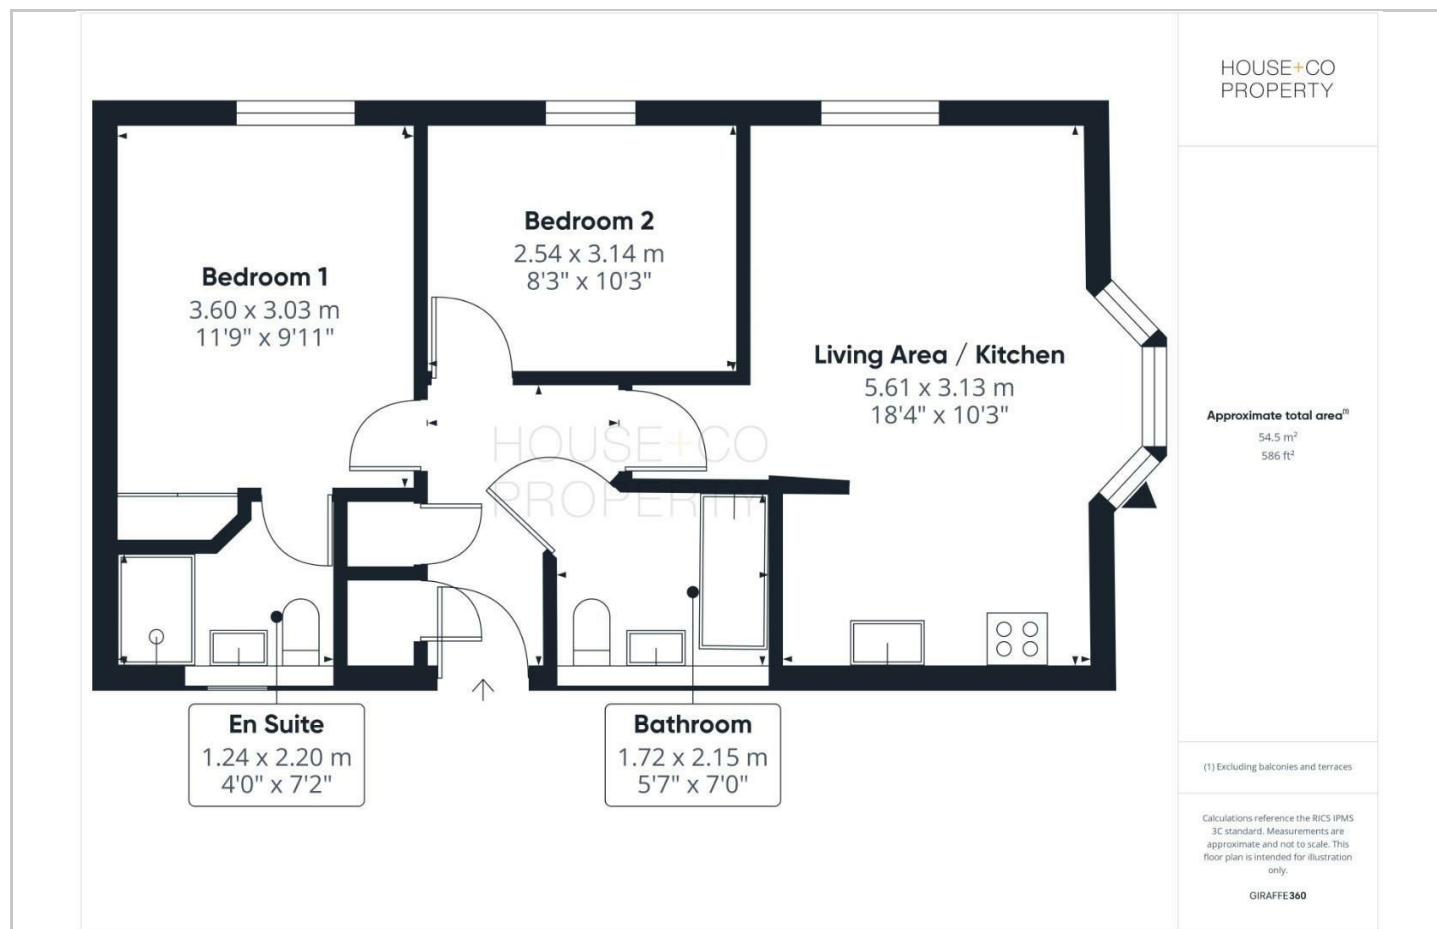 Bedroom 1
3.60 x 3.03 m
11'9" x 9'11"
Bedroom 2
2.54 x 3.14 m
8'3" x 10'3"
Living Area / Kitchen
5.61 x 3.13 m
18'4" x 10'3"
HOUSE+CO
PROPERTY
En Suite
1.24 x 2.20 m
4'0" x 7'2"
Bathroom
1.72 x 2.15 m
5'7" x 7'0"
HOUSE+CO
PROPERTY
Approximate total area(1)
54.5 m²
586 ft²
(1) Excluding balconies and terraces
Calculations reference the RICS IPMS
3C standard. Measurements are
approximate and not to scale. This
floor plan is intended for illustration
only.
GIRAFFE360